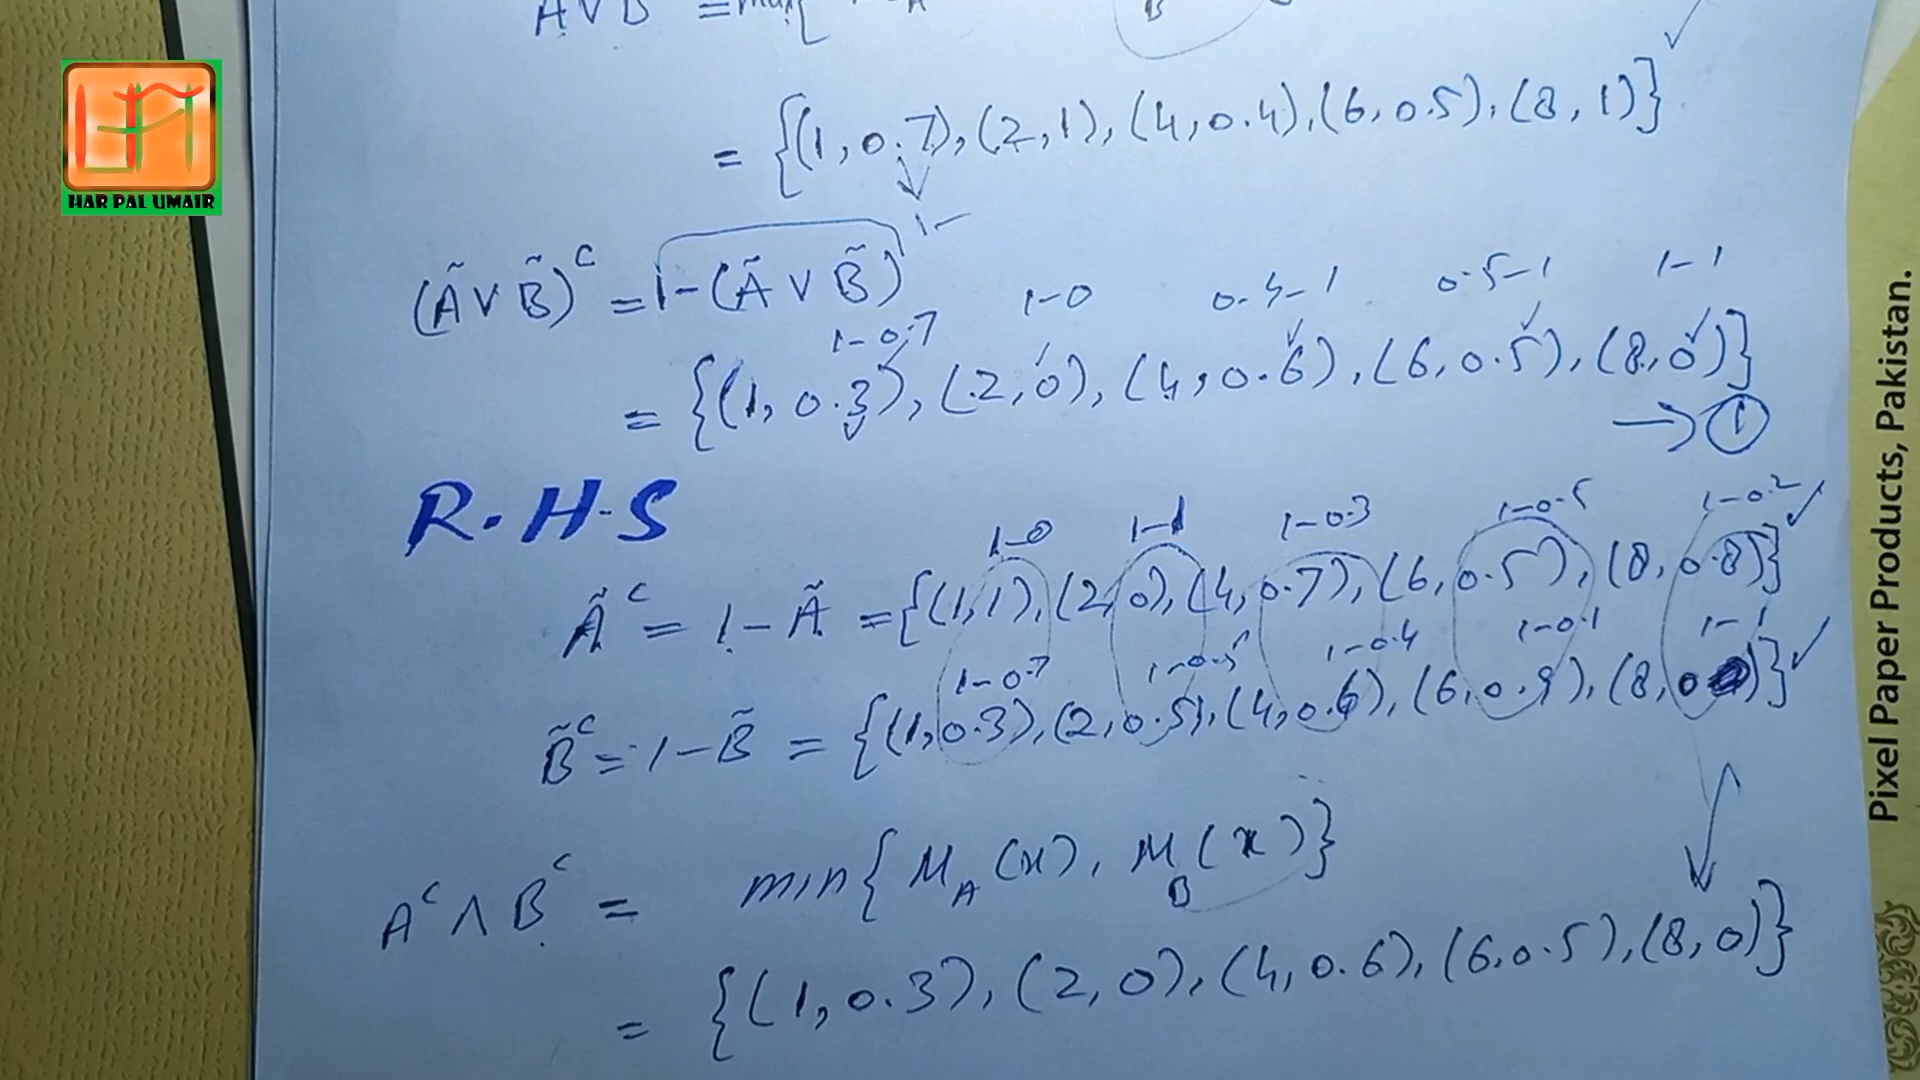 A V B = max{
= {(1, 0.7), (2, 1), (4, 0.4), (6, 0.5), (8, 1)}
HAR PAL UMAIR
1-
(Ã V B̃)ᶜ = 1-(Ã V B̃)
1-0.7 1-0 0.4-1 0.5-1 1-1
= {(1, 0.3), (2, 0), (4, 0.6), (6, 0.5), (8, 0)}
→ ①
R.H.S
1-0 1-1 1-0.3 1-0.5 1-0.2
Ãᶜ = 1-Ã = {(1,1), (2,0), (4,0.7), (6,0.5), (8,0.8)}
1-0.7 1-0.5 1-0.4 1-0.1 1-1
B̃ᶜ = 1-B̃ = {(1,0.3), (2,0.5), (4,0.6), (6,0.9), (8,0)}
Aᶜ ∧ Bᶜ = min{M_A(x), M_B(x)}
= {(1, 0.3), (2, 0), (4, 0.6), (6, 0.5), (8, 0)}
Pixel Paper Products, Pakistan.